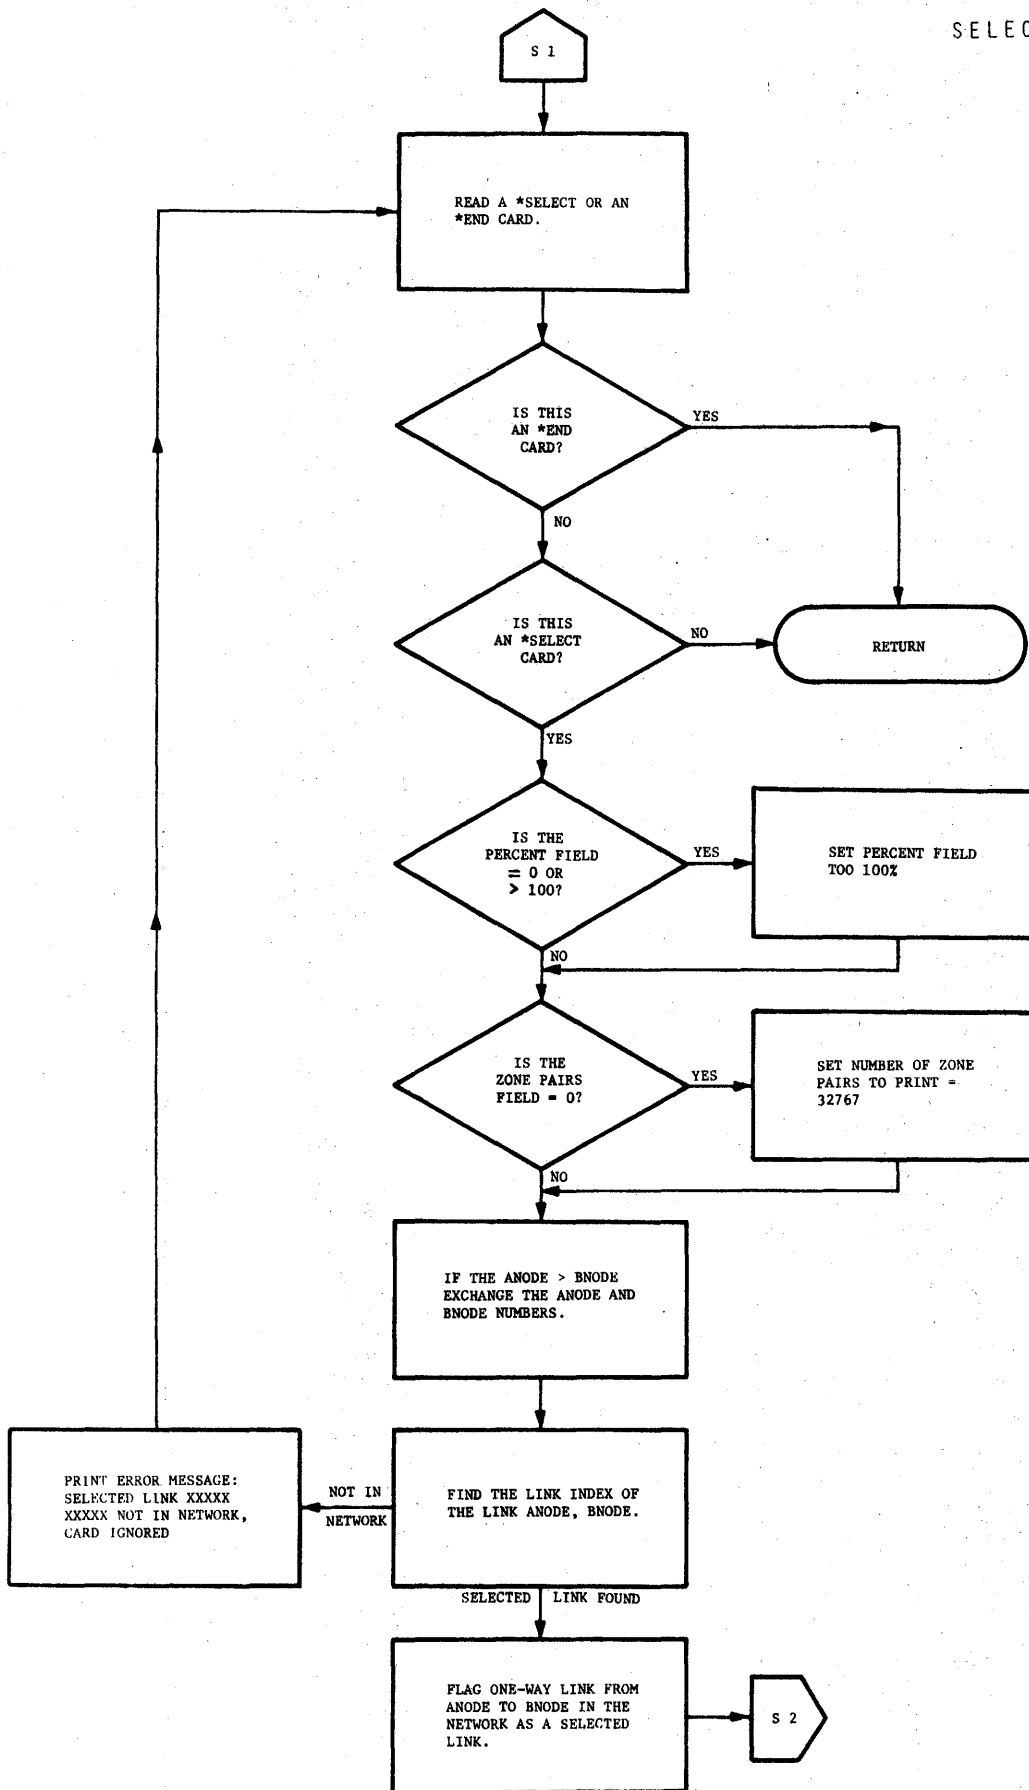 SELEC
S 1
READ A *SELECT OR AN
*END CARD.
IS THIS
AN *END
CARD?
YES
NO
IS THIS
AN *SELECT
CARD?
NO
RETURN
YES
IS THE
PERCENT FIELD
= 0 OR
> 100?
YES
SET PERCENT FIELD
TOO 100%
NO
IS THE
ZONE PAIRS
FIELD = 0?
YES
SET NUMBER OF ZONE
PAIRS TO PRINT =
32767
NO
IF THE ANODE > BNODE
EXCHANGE THE ANODE AND
BNODE NUMBERS.
PRINT ERROR MESSAGE:
SELECTED LINK XXXXX
XXXXX NOT IN NETWORK,
CARD IGNORED
NOT IN
NETWORK
FIND THE LINK INDEX OF
THE LINK ANODE, BNODE.
SELECTED LINK FOUND
FLAG ONE-WAY LINK FROM
ANODE TO BNODE IN THE
NETWORK AS A SELECTED
LINK.
S 2